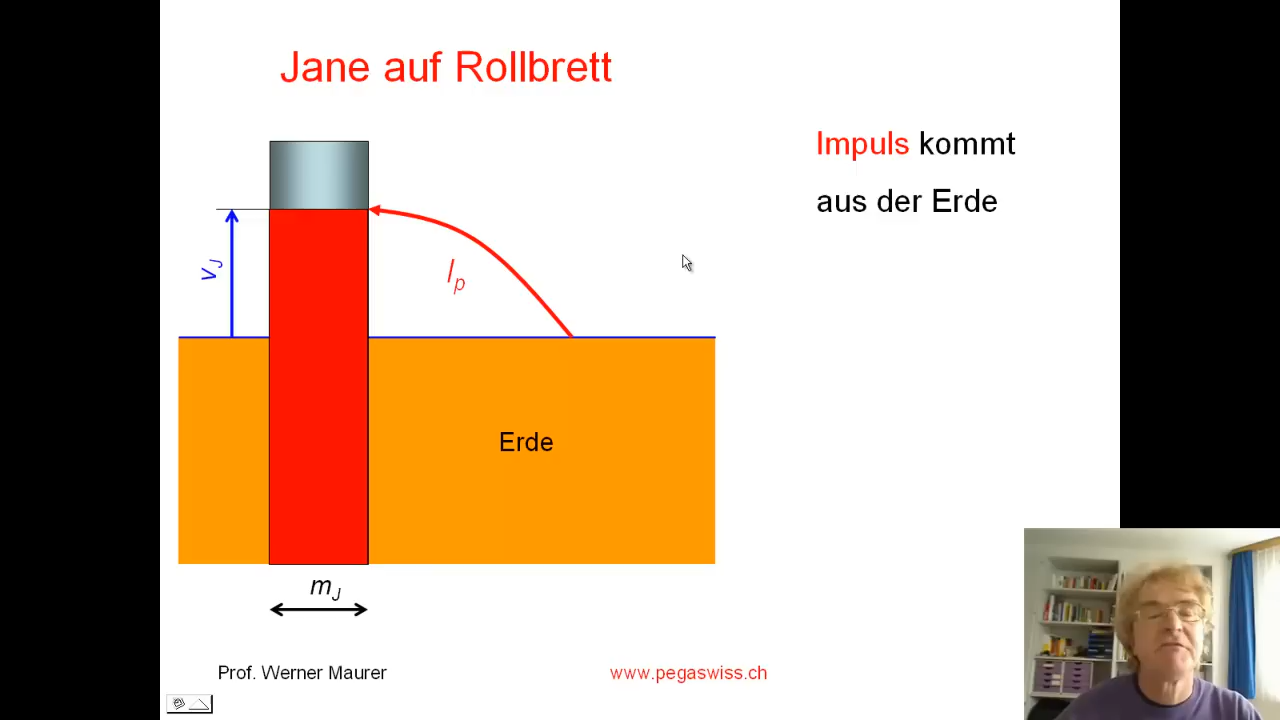 Jane auf Rollbrett
Impuls kommt
aus der Erde
v_J
I_p
Erde
m_J
Prof. Werner Maurer
www.pegaswiss.ch